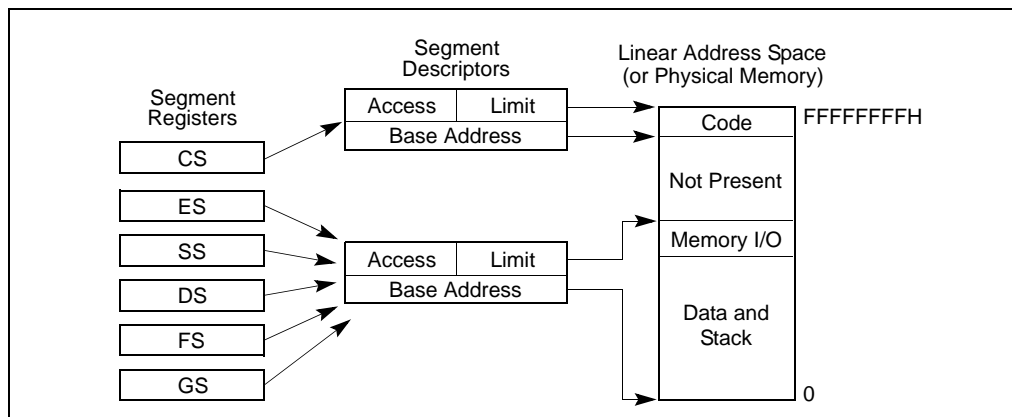 Segment
Registers
CS
ES
SS
DS
FS
GS
Segment
Descriptors
Access Limit
Base Address
Access Limit
Base Address
Linear Address Space
(or Physical Memory)
Code
Not Present
Memory I/O
Data and
Stack
FFFFFFFFH
0